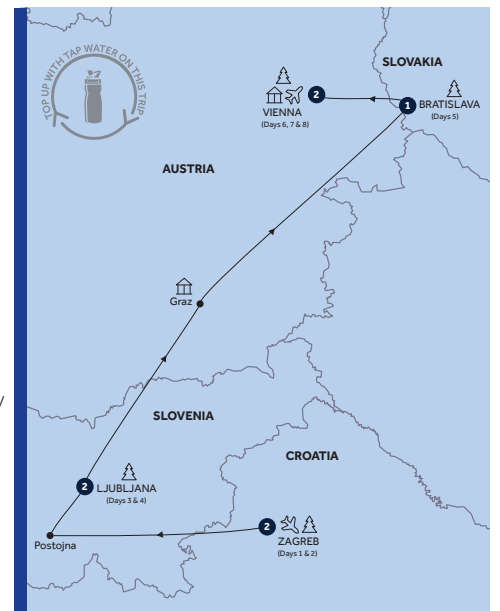 TOP UP WITH TAP WATER ON THIS TRIP
SLOVAKIA
2
VIENNA
(Days 6, 7 & 8)
1
BRATISLAVA
(Days 5)
AUSTRIA
Graz
SLOVENIA
CROATIA
2
LJUBLJANA
(Days 3 & 4)
2
ZAGREB
(Days 1 & 2)
Postojna
/